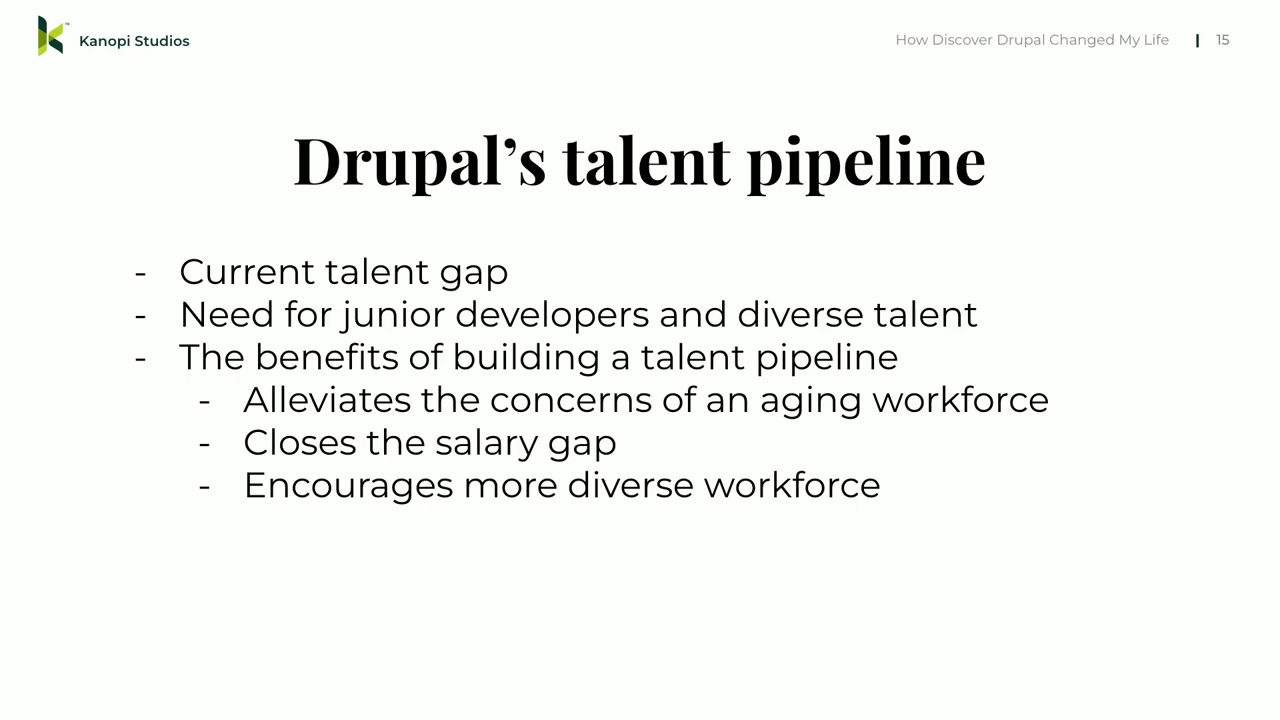 Kanopi Studios
How Discover Drupal Changed My Life | 15
Drupal’s talent pipeline
- Current talent gap
- Need for junior developers and diverse talent
- The benefits of building a talent pipeline
- Alleviates the concerns of an aging workforce
- Closes the salary gap
- Encourages more diverse workforce